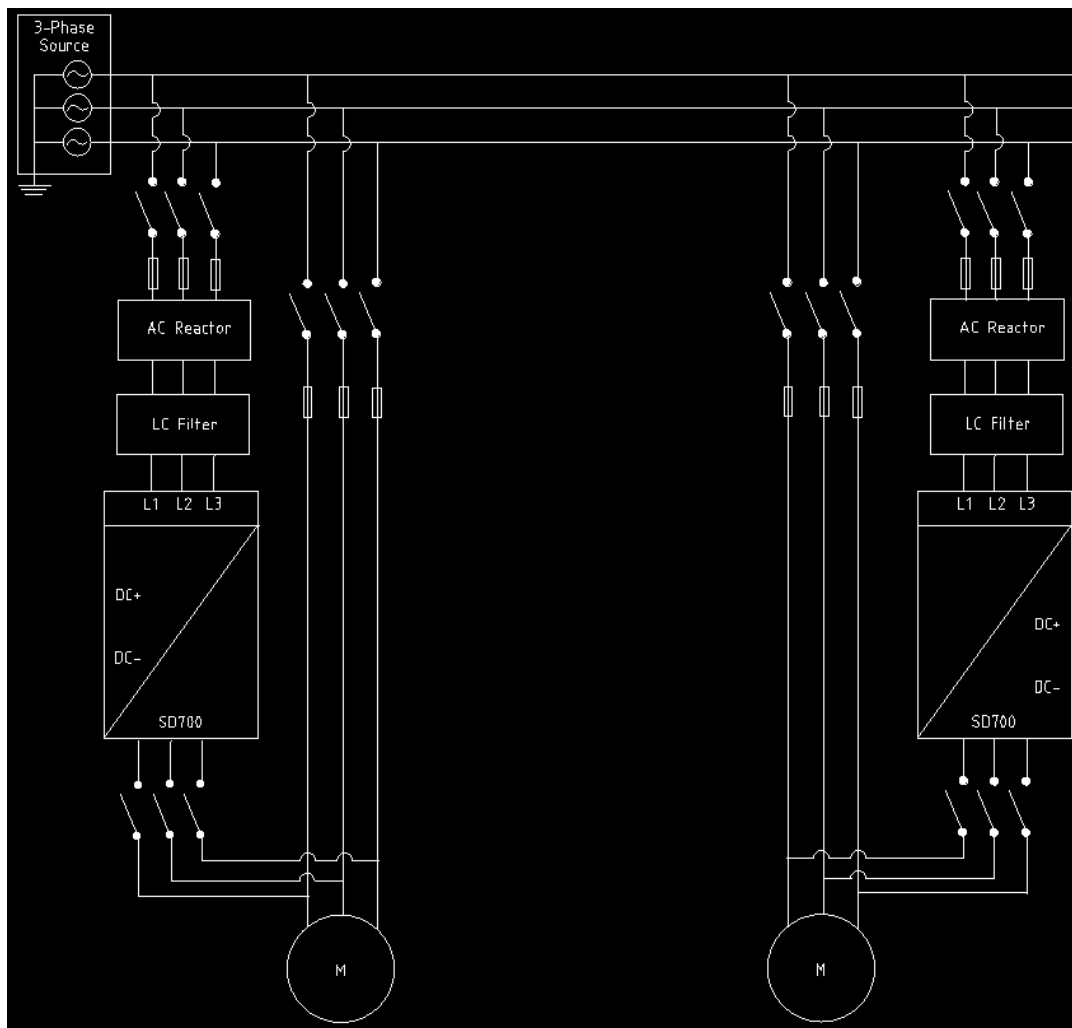 3-Phase
Source
AC Reactor
AC Reactor
LC Filter
LC Filter
L1 L2 L3
L1 L2 L3
DC+
DC+
DC-
DC-
SD700
SD700
M
M